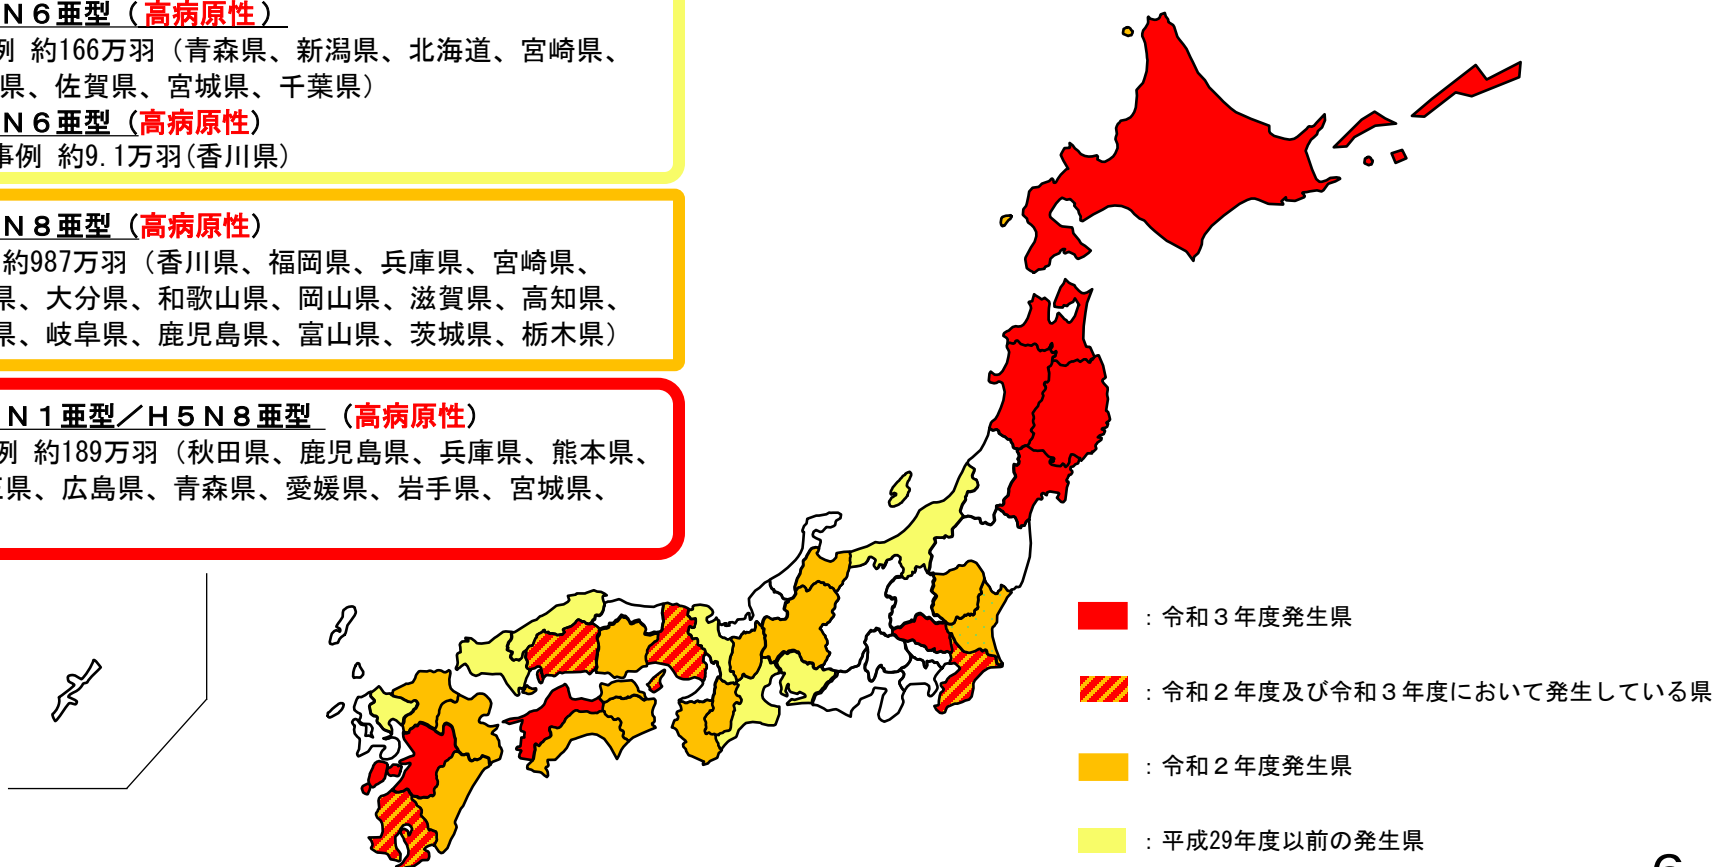 Ｎ６亜型（高病原性）
例 約166万羽（青森県、新潟県、北海道、宮崎県、
県、佐賀県、宮城県、千葉県）
Ｎ６亜型（高病原性）
事例 約9.1万羽(香川県）
Ｎ８亜型（高病原性）
約987万羽（香川県、福岡県、兵庫県、宮崎県、
県、大分県、和歌山県、岡山県、滋賀県、高知県、
県、岐阜県、鹿児島県、富山県、茨城県、栃木県）
Ｎ１亜型／Ｈ５Ｎ８亜型 （高病原性）
例 約189万羽（秋田県、鹿児島県、兵庫県、熊本県、
県、広島県、青森県、愛媛県、岩手県、宮城県、
：令和３年度発生県
：令和２年度及び令和３年度において発生している県
：令和２年度発生県
：平成29年度以前の発生県